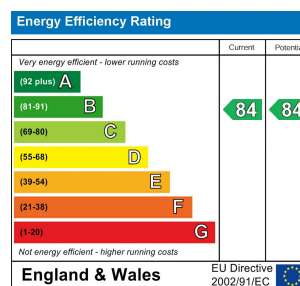 Energy Efficiency Rating
Current Potentia
Very energy efficient - lower running costs
(92 plus) A
(81-91) B 84 84
(69-80) C
(55-68) D
(39-54) E
(21-38) F
(1-20) G
Not energy efficient - higher running costs
England & Wales
EU Directive
2002/91/EC